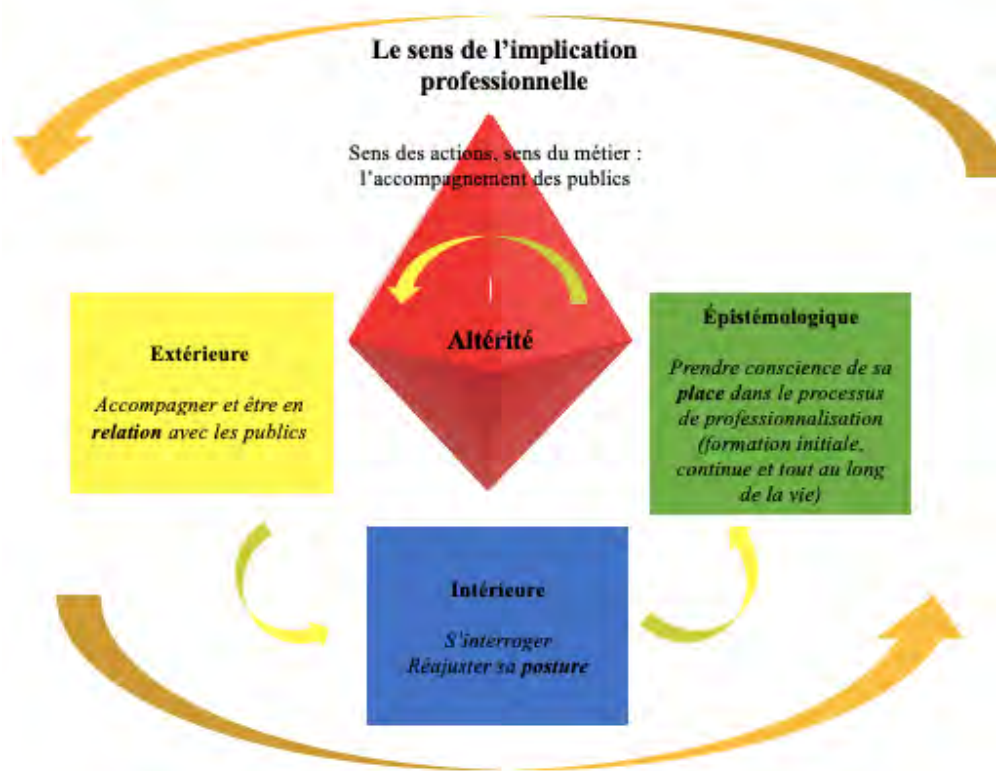 Le sens de l'implication
professionnelle
Sens des actions, sens du métier :
l'accompagnement des publics
Altérité
Extérieure
Accompagner et être en
relation avec les publics
Épistémologique
Prendre conscience de sa
place dans le processus
de professionnalisation
(formation initiale,
continue et tout au long
de la vie)
Intérieure
S'interroger
Réajuster sa posture